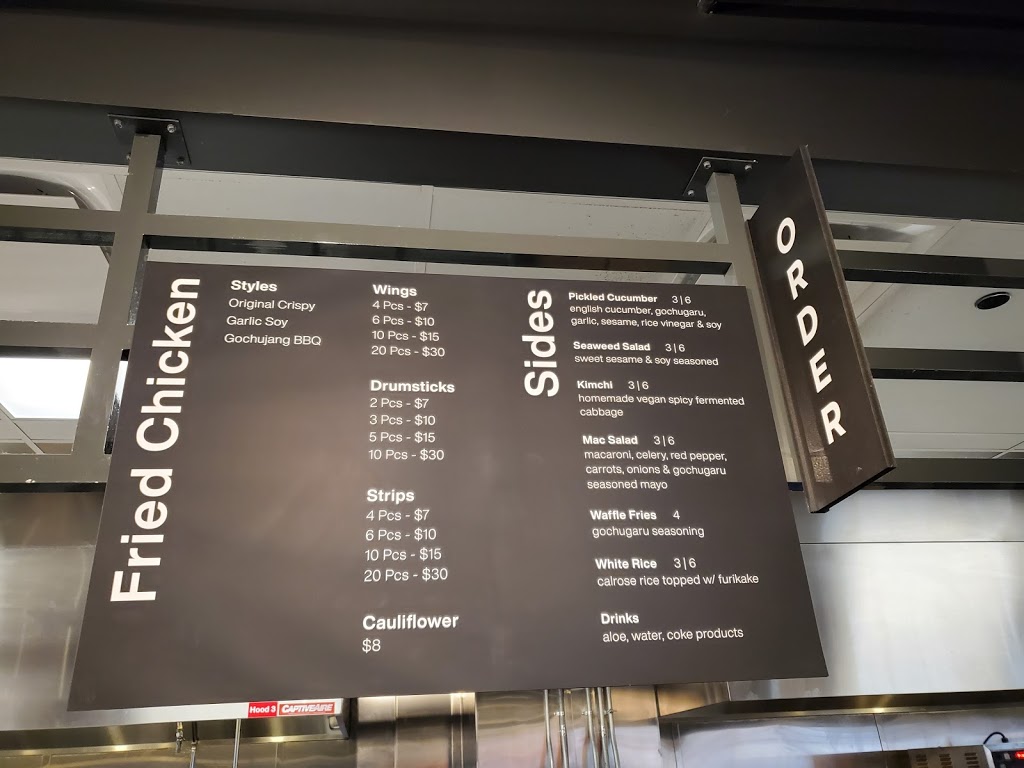 Fried Chicken
Styles
Original Crispy
Garlic Soy
Gochujang BBQ
Wings
4 Pcs - $7
6 Pcs - $10
10 Pcs - $15
20 Pcs - $30
Drumsticks
2 Pcs - $7
3 Pcs - $10
5 Pcs - $15
10 Pcs - $30
Strips
4 Pcs - $7
6 Pcs - $10
10 Pcs - $15
20 Pcs - $30
Cauliflower
$8
Sides
Pickled Cucumber 3|6
english cucumber, gochugaru,
garlic, sesame, rice vinegar & soy
Seaweed Salad 3|6
sweet sesame & soy seasoned
Kimchi 3|6
homemade vegan spicy fermented
cabbage
Mac Salad 3|6
macaroni, celery, red pepper,
carrots, onions & gochugaru
seasoned mayo
Waffle Fries 4
gochugaru seasoning
White Rice 3|6
calrose rice topped w/ furikake
Drinks
aloe, water, coke products
ORDER
Hood 3 CAPTIVEAIRE